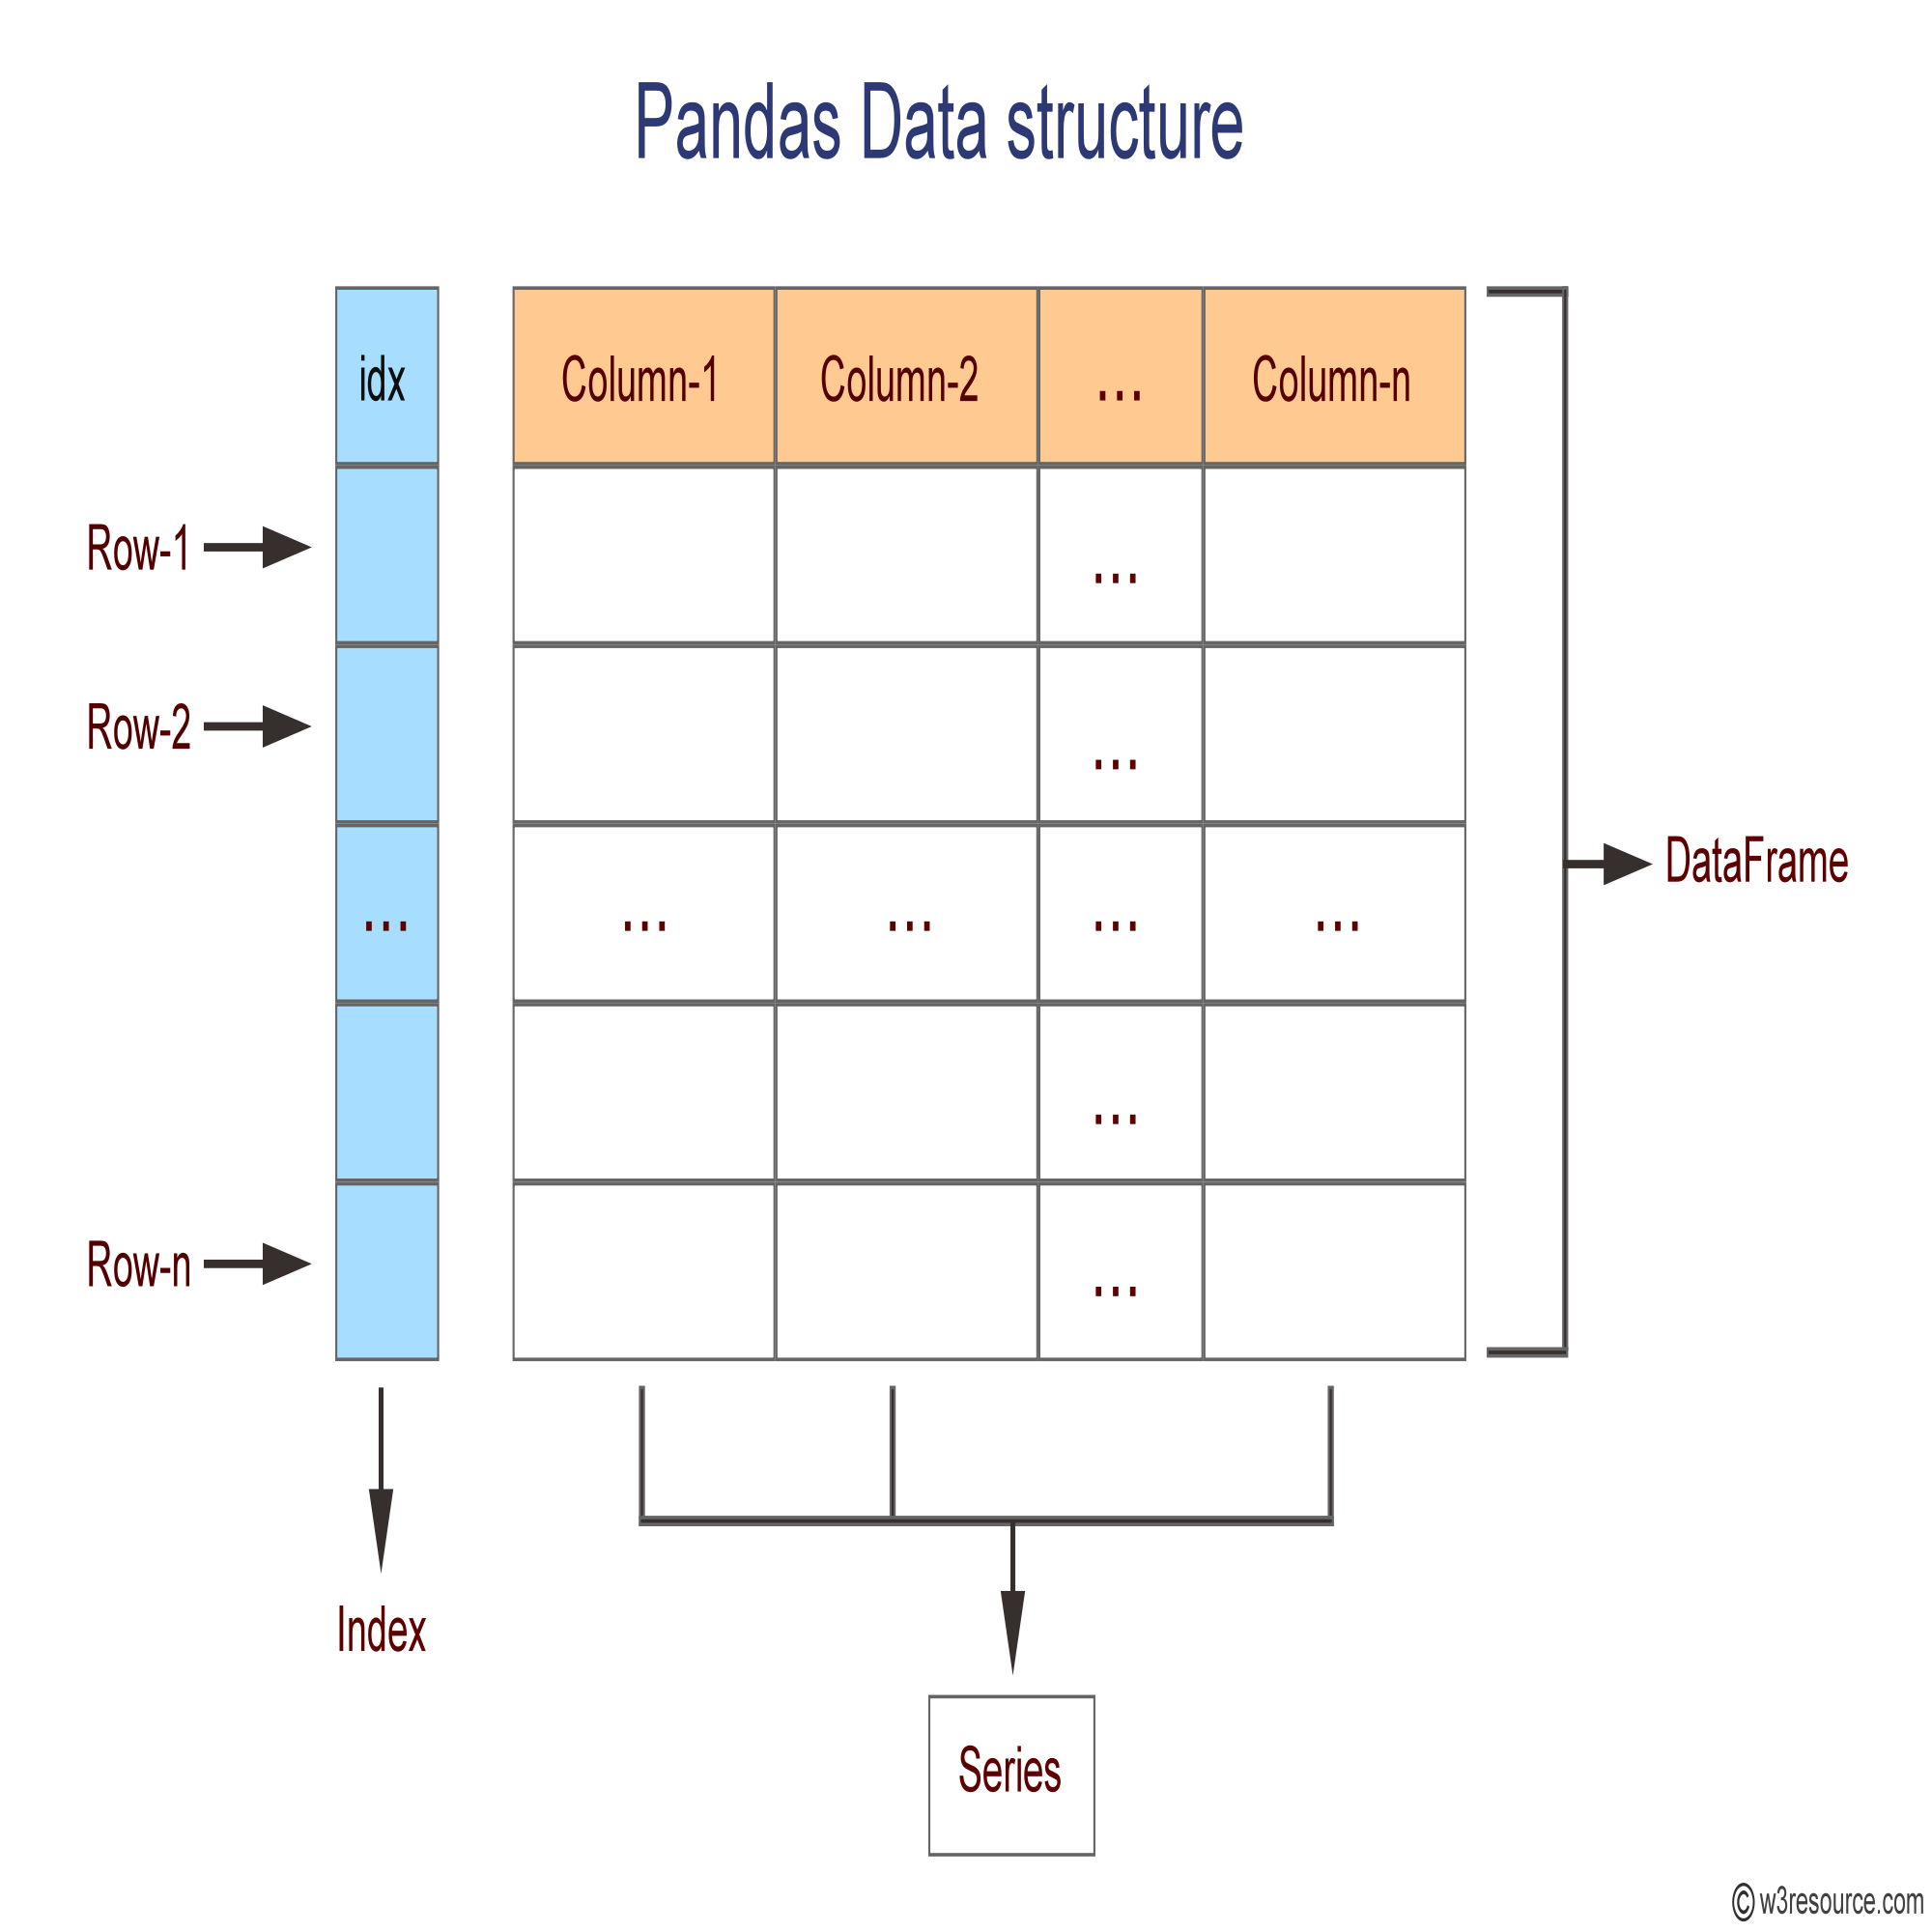 Pandas Data structure
idx Column-1 Column-2 ... Column-n
Row-1 ...
Row-2 ...
... ... ... ... ...
...
Row-n ...
DataFrame
Index
Series
© w3resource.com